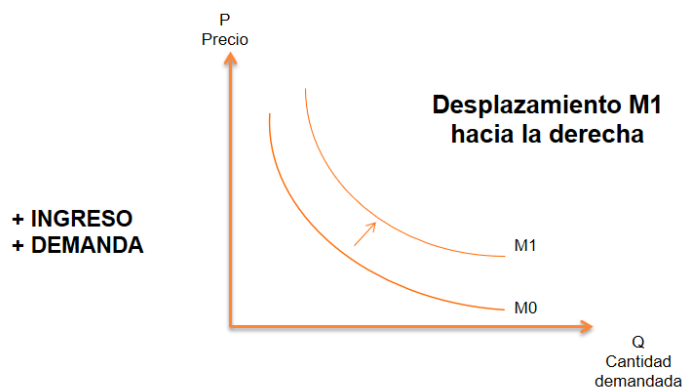 P
Precio
Desplazamiento M1
hacia la derecha
+ INGRESO
+ DEMANDA
M1
M0
Q
Cantidad
demandada